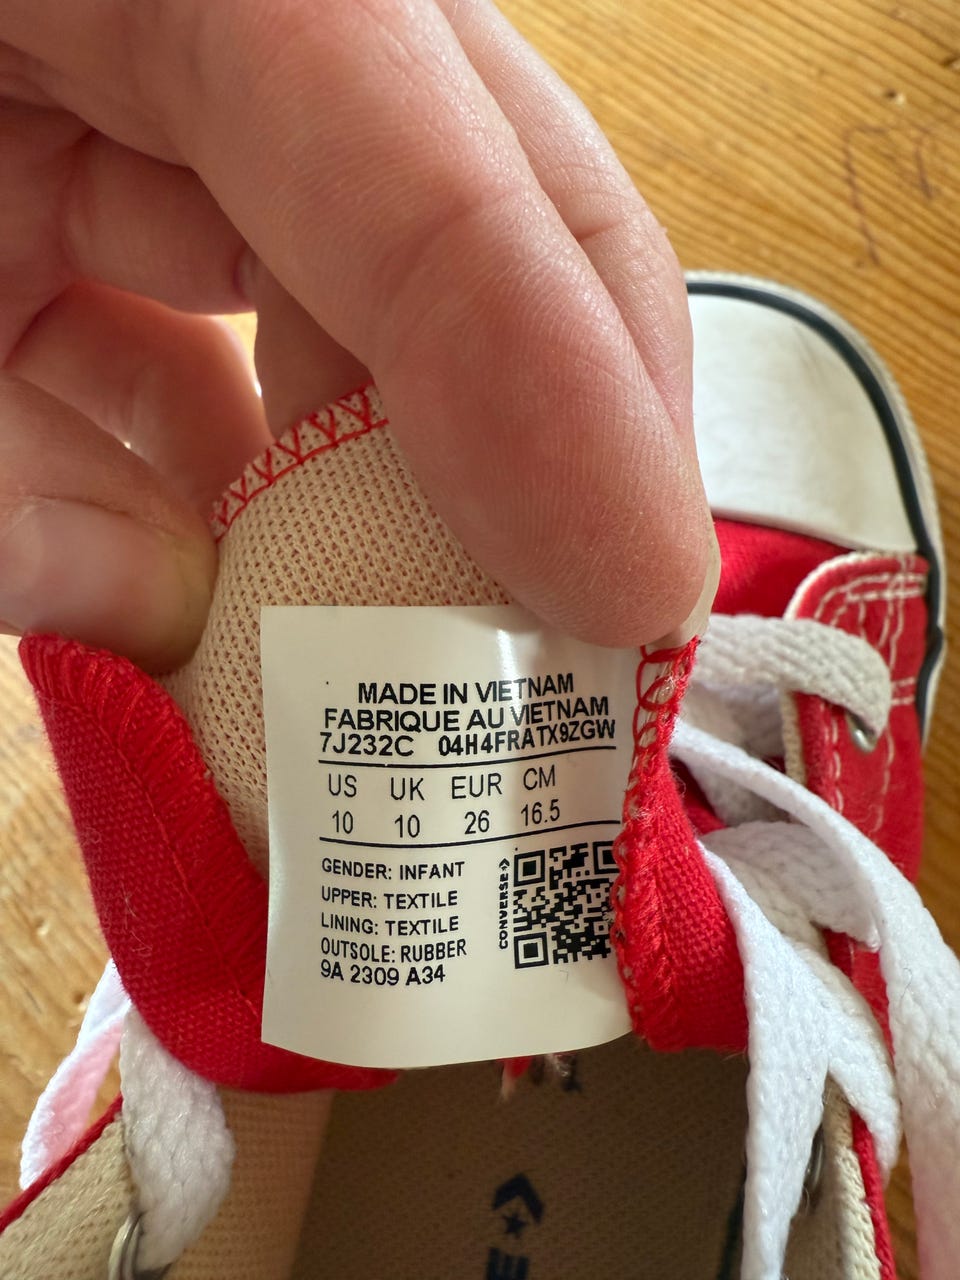 MADE IN VIETNAM
FABRIQUE AU VIETNAM
7J232C 04H4FRATX9ZGW
US UK EUR CM
10 10 26 16.5
GENDER: INFANT
UPPER: TEXTILE
LINING: TEXTILE
OUTSOLE: RUBBER
9A 2309 A34
CONVERSE